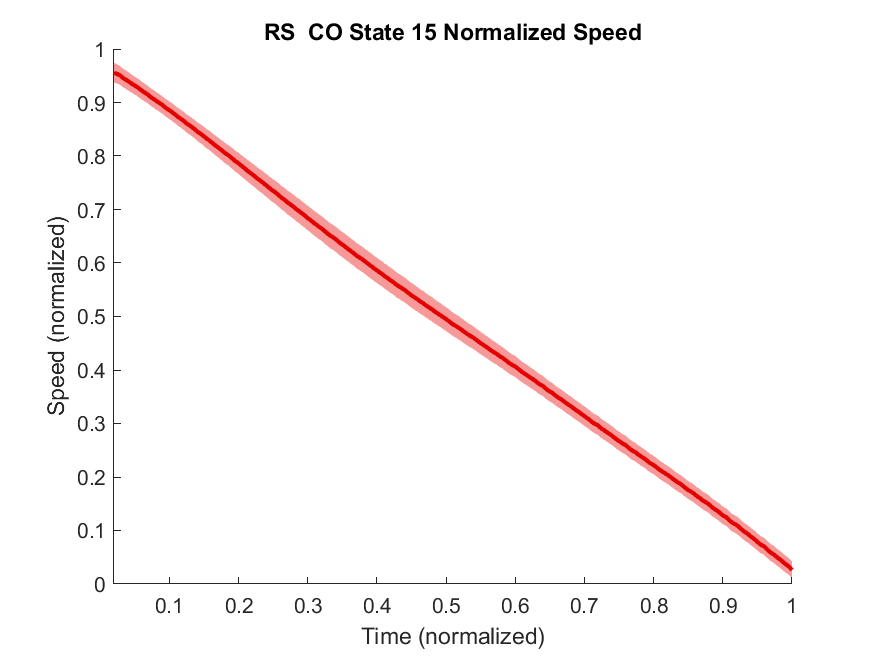 RS  CO State 15 Normalized Speed
1
0.9
0.8
0.7
0.6
0.5
0.4
0.3
0.2
0.1
0
Speed (normalized)
0.1 0.2 0.3 0.4 0.5 0.6 0.7 0.8 0.9 1
Time (normalized)